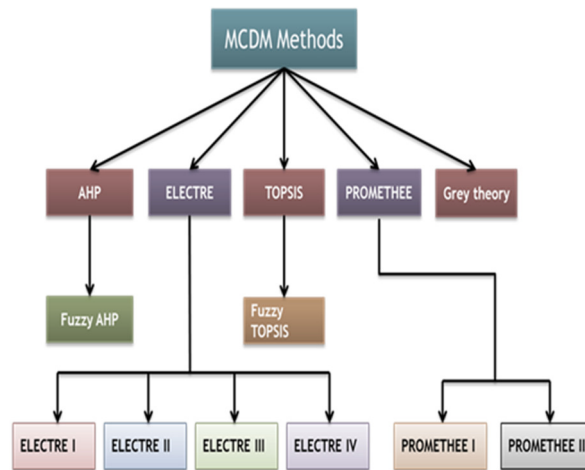 MCDM Methods
AHP
ELECTRE
TOPSIS
PROMETHEE
Grey theory
Fuzzy AHP
Fuzzy
TOPSIS
ELECTRE I
ELECTRE II
ELECTRE III
ELECTRE IV
PROMETHEE I
PROMETHEE II